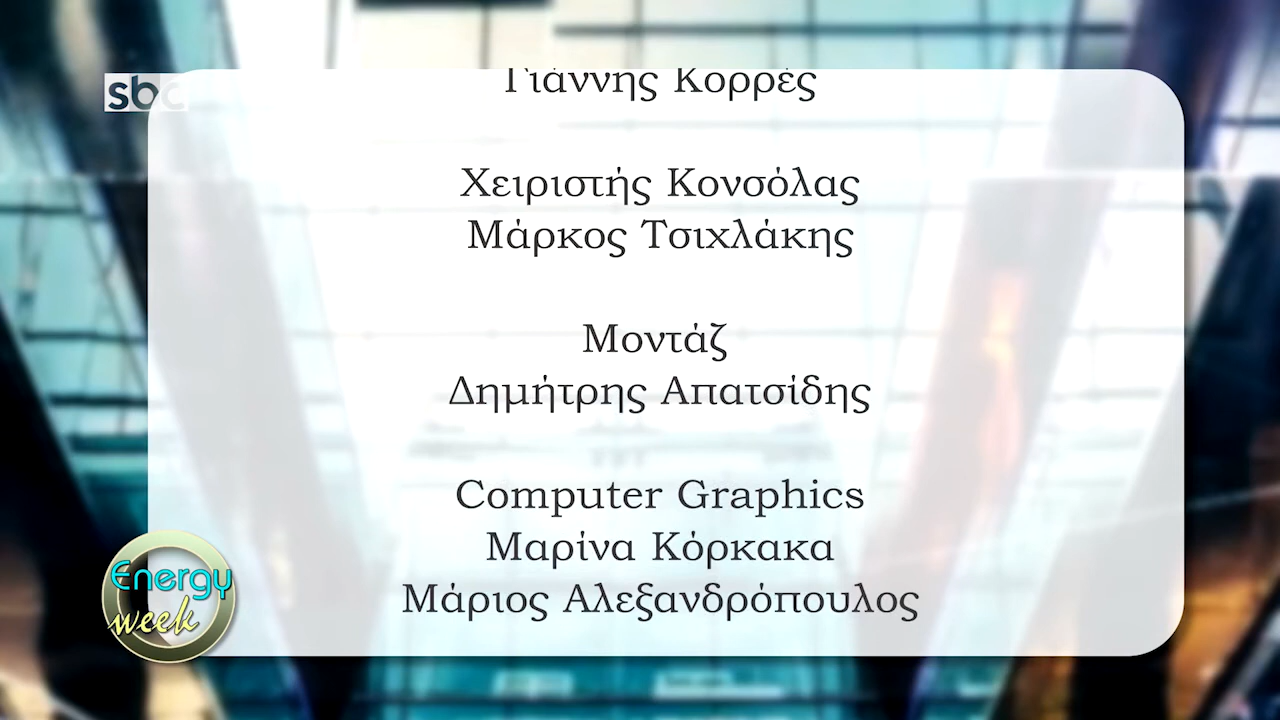 sbc
Γιάννης Κορρές
Χειριστής Κονσόλας
Μάρκος Τσιχλάκης
Μοντάζ
Δημήτρης Απατσίδης
Computer Graphics
Μαρίνα Κόρκακα
Μάριος Αλεξανδρόπουλος
Energy
week